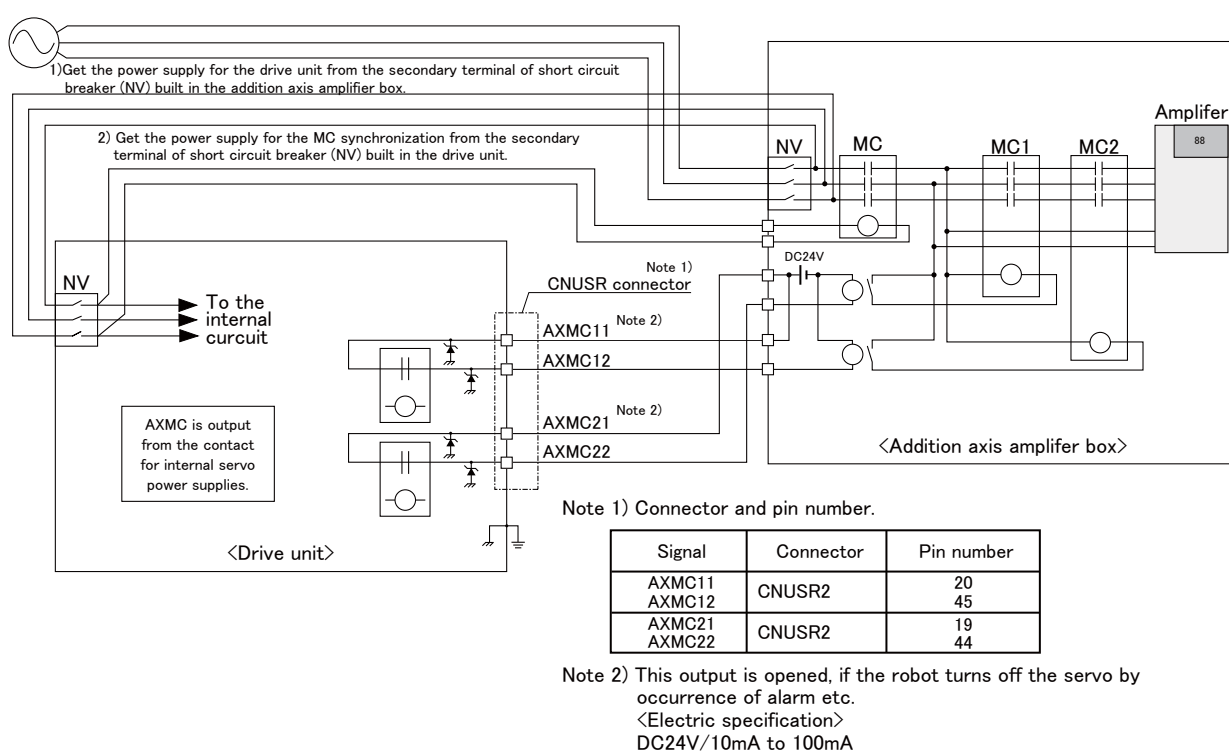 1)Get the power supply for the drive unit from the secondary terminal of short circuit
breaker (NV) built in the addition axis amplifier box.
2) Get the power supply for the MC synchronization from the secondary
terminal of short circuit breaker (NV) built in the drive unit.
NV
MC
MC1
MC2
Amplifer
88
DC24V
NV
To the
internal
curcuit
Note 1)
CNUSR connector
AXMC11
Note 2)
AXMC12
AXMC21
Note 2)
AXMC22
AXMC is output
from the contact
for internal servo
power supplies.
<Drive unit>
<Addition axis amplifer box>
Note 1) Connector and pin number.
Signal Connector Pin number
AXMC11 CNUSR2 20
AXMC12 45
AXMC21 CNUSR2 19
AXMC22 44
Note 2) This output is opened, if the robot turns off the servo by
occurrence of alarm etc.
<Electric specification>
DC24V/10mA to 100mA